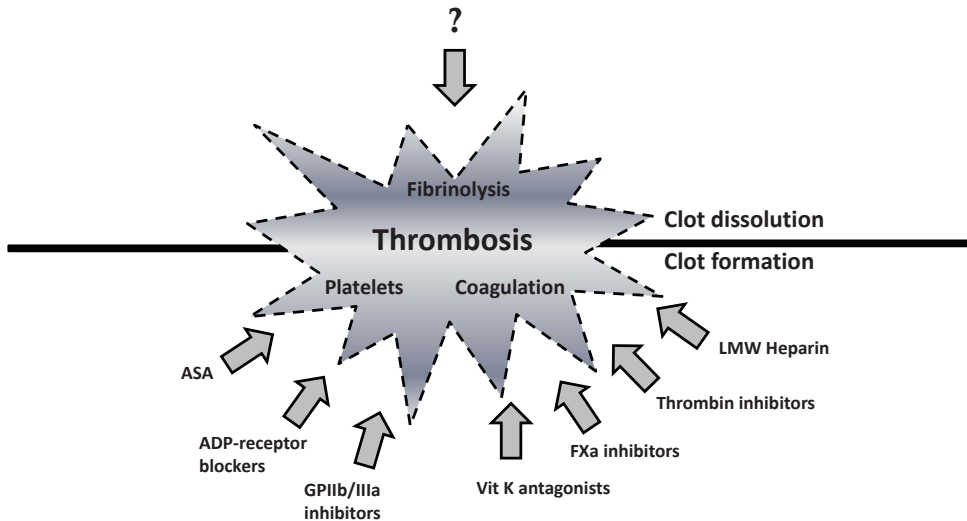 ?
Fibrinolysis
Thrombosis
Clot dissolution
Clot formation
Platelets
Coagulation
ASA
ADP-receptor
blockers
GPIIb/IIIa
inhibitors
Vit K antagonists
FXa inhibitors
Thrombin inhibitors
LMW Heparin